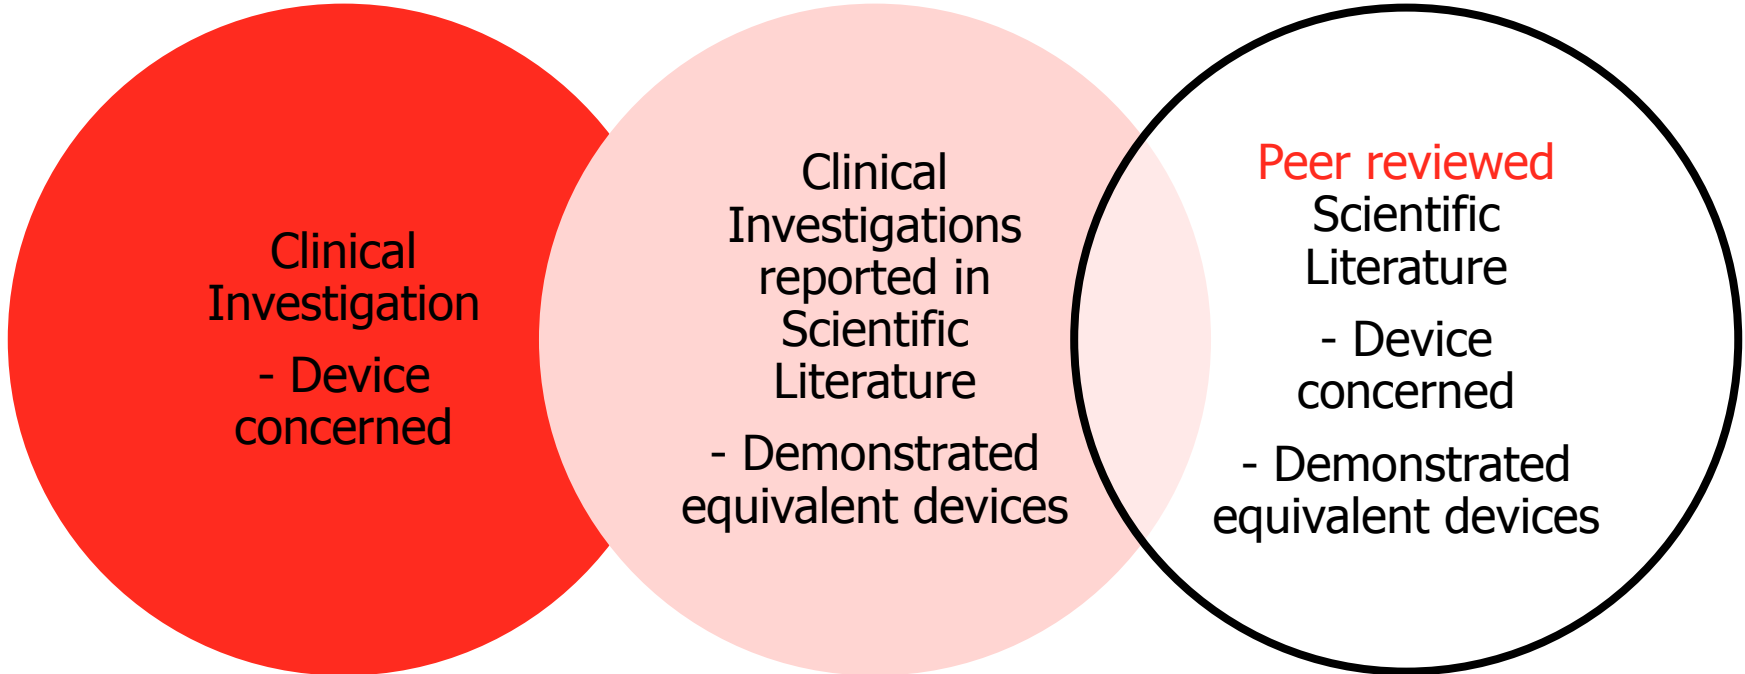 Clinical
Investigation
- Device
concerned
Clinical
Investigations
reported in
Scientific
Literature
- Demonstrated
equivalent devices
Peer reviewed
Scientific
Literature
- Device
concerned
- Demonstrated
equivalent devices